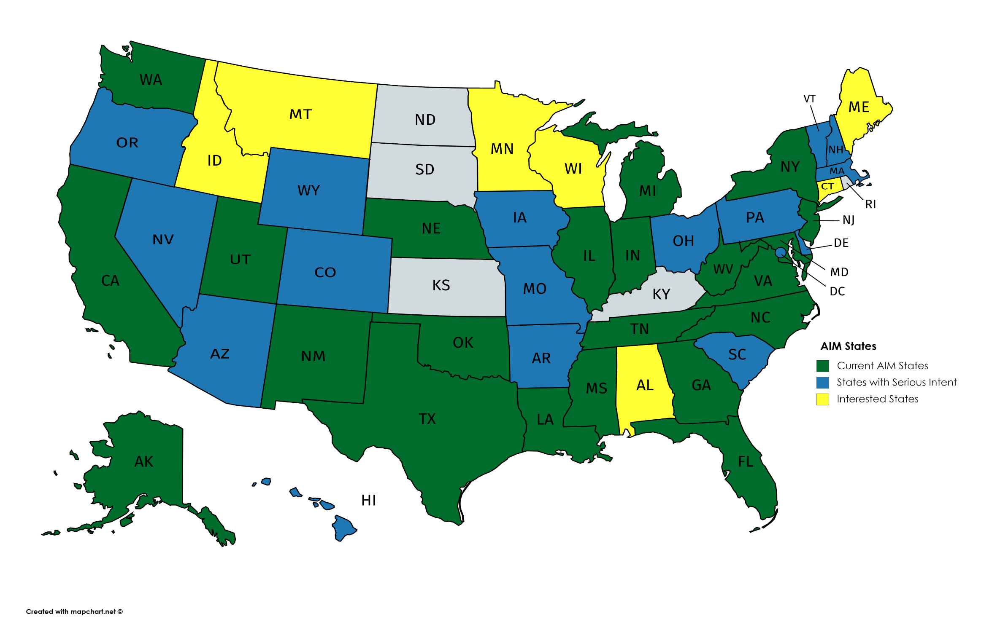 WA
MT
ND
MN
VT
ME
OR
ID
SD
WI
NH
NY
MA
WY
MI
CT
RI
IA
PA
NJ
NV
NE
OH
DE
UT
IL
IN
CO
WV
MD
CA
KS
MO
KY
VA
DC
NC
TN
OK
AZ
NM
AR
SC
AIM States
Current AIM States
MS
AL
GA
States with Serious Intent
Interested States
TX
LA
AK
FL
HI
Created with mapchart.net ©